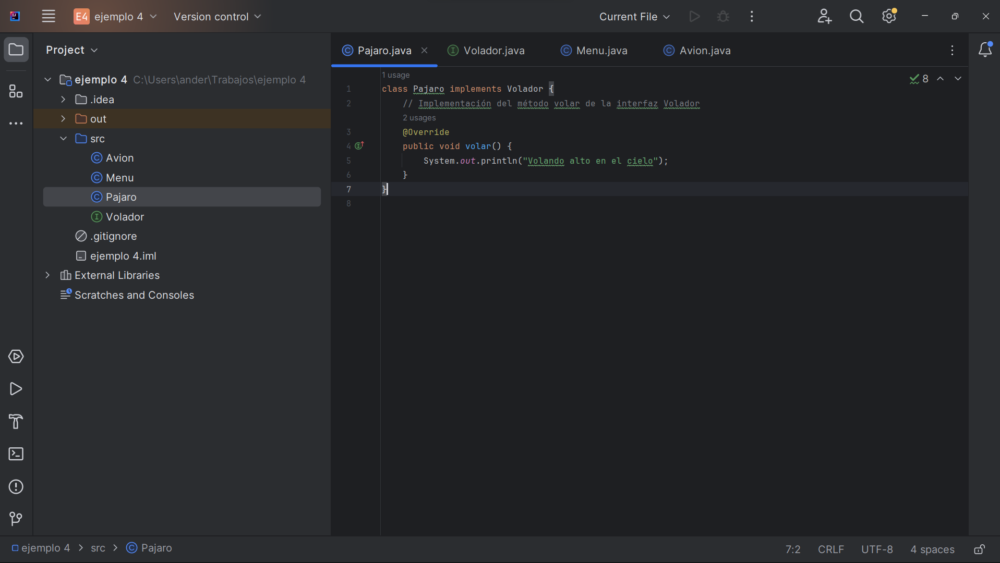 E4 ejemplo 4
Version control
Current File
Project
ejemplo 4 C:\Users\ander\Trabajos\ejemplo 4
.idea
out
src
Avion
Menu
Pajaro
Volador
.gitignore
ejemplo 4.iml
External Libraries
Scratches and Consoles
Pajaro.java
Volador.java
Menu.java
Avion.java
8
1 usage
1 class Pajaro implements Volador {
2 // Implementación del método volar de la interfaz Volador
2 usages
3 @Override
4 public void volar() {
5 System.out.println("Volando alto en el cielo");
6 }
7 }
8
ejemplo 4 > src > Pajaro
7:2 CRLF UTF-8 4 spaces